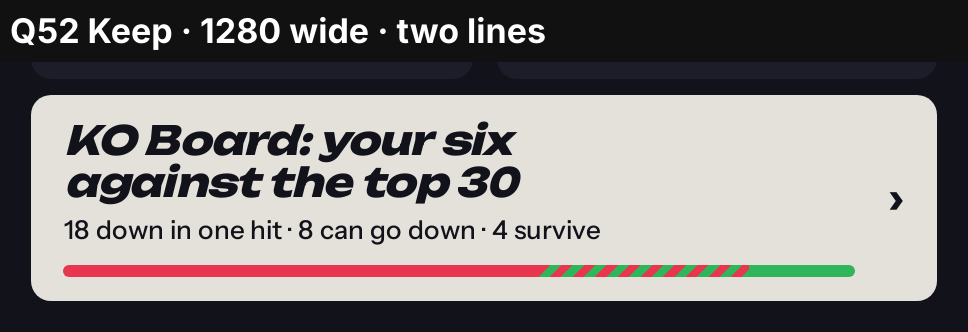 Q52 Keep · 1280 wide · two lines
KO Board: your six
against the top 30
18 down in one hit · 8 can go down · 4 survive
›